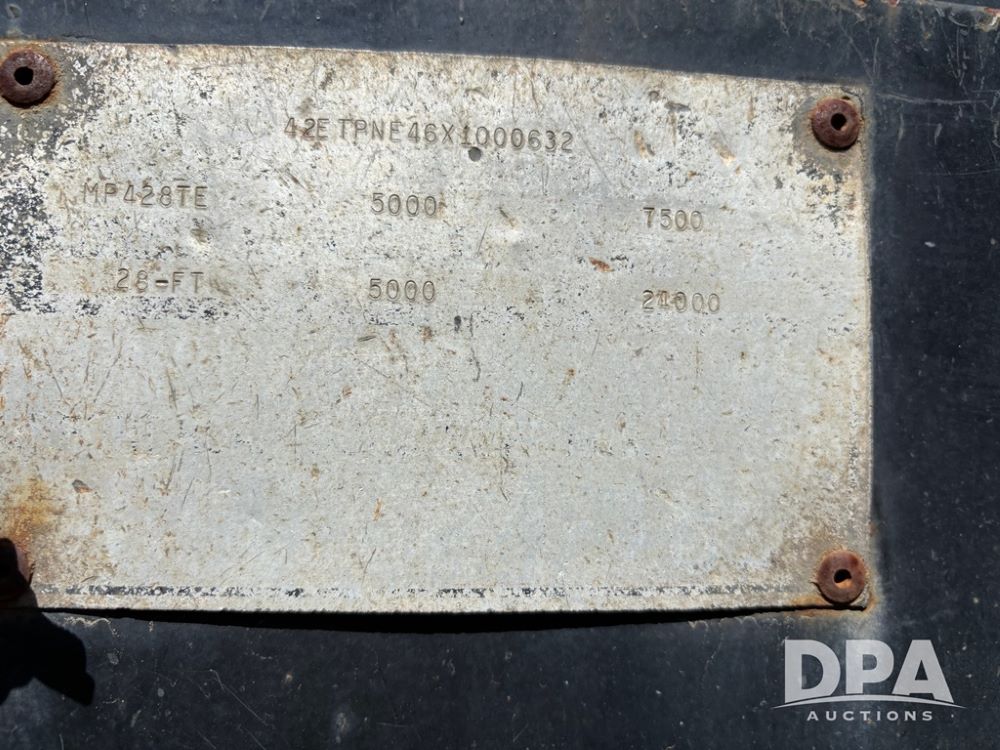 42ETPNE46X1000632
MP428TE 5000 7500
28-FT 5000 24000
DPA
AUCTIONS